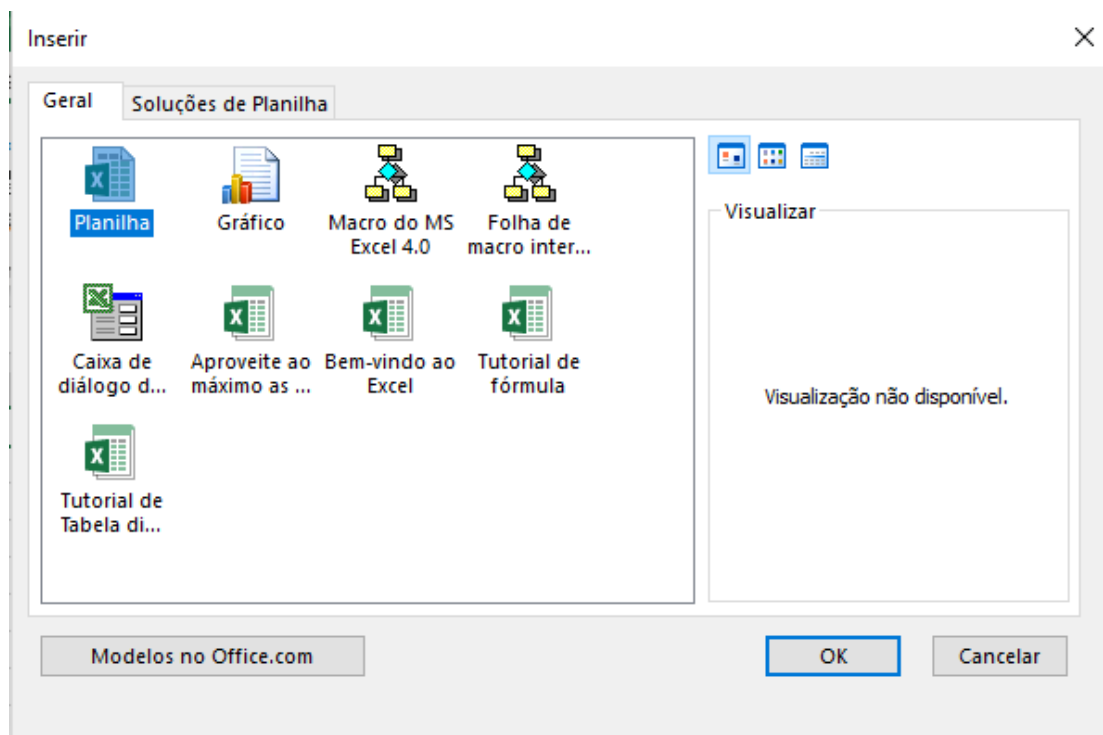 Inserir
Geral
Soluções de Planilha
Planilha
Gráfico
Macro do MS
Excel 4.0
Folha de
macro inter...
Caixa de
diálogo d...
Aproveite ao
máximo as ...
Bem-vindo ao
Excel
Tutorial de
fórmula
Tutorial de
Tabela di...
Visualizar
Visualização não disponível.
Modelos no Office.com
OK
Cancelar